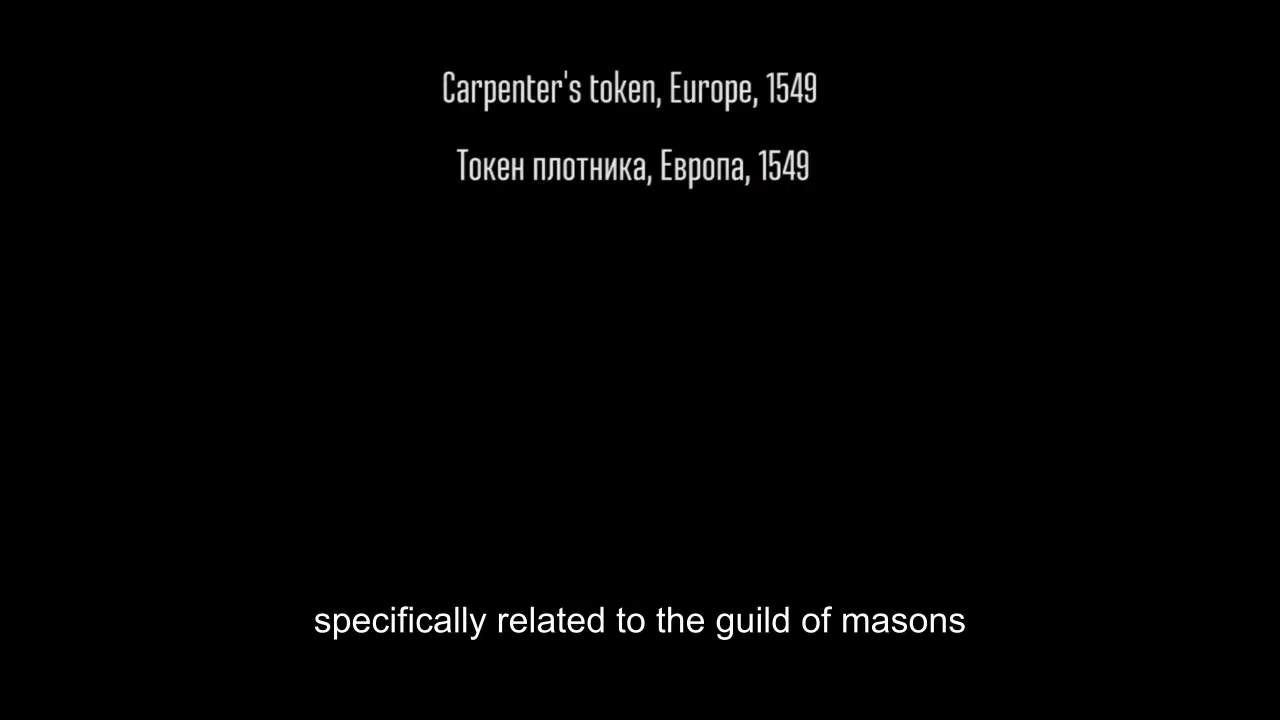 Carpenter's token, Europe, 1549
Токен плотника, Европа, 1549
specifically related to the guild of masons